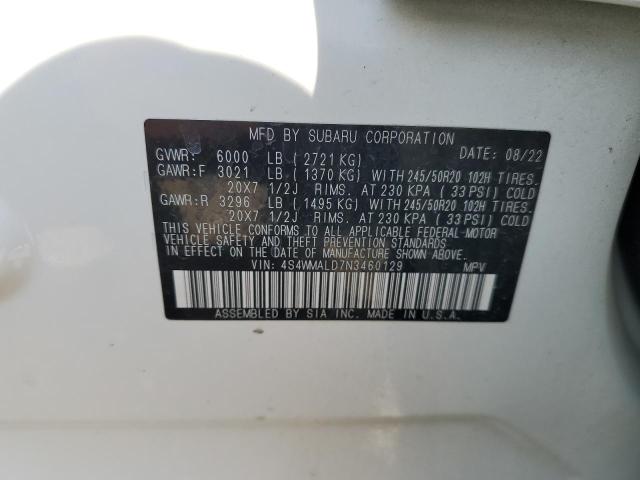 MFD BY SUBARU CORPORATION DATE: 08/22
GVWR: 6000 LB (2721 KG)
GAWR:F 3021 LB (1370 KG) WITH 245/50R20 102H TIRES.
20X7 1/2J RIMS. AT 230 KPA (33 PSI) COLD
GAWR:R 3296 LB (1495 KG) WITH 245/50R20 102H TIRES.
20X7 1/2J RIMS. AT 230 KPA (33 PSI) COLD
THIS VEHICLE CONFORMS TO ALL APPLICABLE FEDERAL MOTOR
VEHICLE SAFETY AND THEFT PREVENTION STANDARDS
IN EFFECT ON THE DATE OF MANUFACTURE SHOWN ABOVE.
VIN: 4S4WMALD7N3460129 MPV
ASSEMBLED BY SIA INC. MADE IN U.S.A.